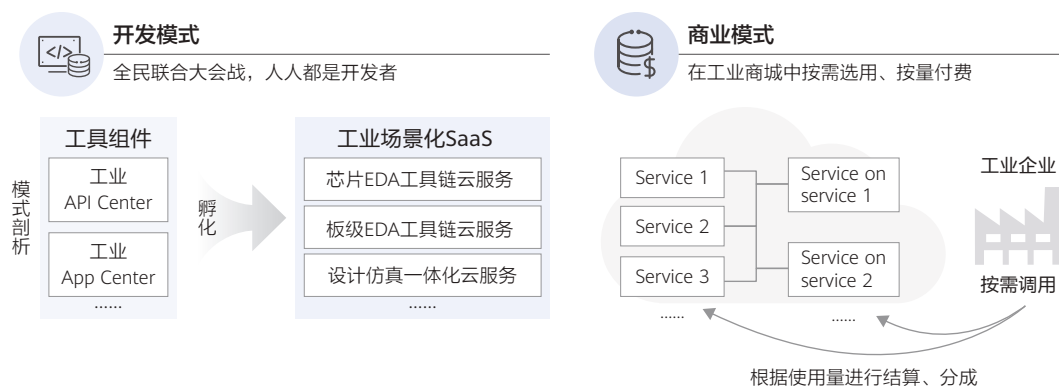 开发模式
全民联合大会战，人人都是开发者
模式剖析
工具组件
工业
API Center
工业
App Center
……
孵化
工业场景化SaaS
芯片EDA工具链云服务
板级EDA工具链云服务
设计仿真一体化云服务
……
商业模式
在工业商城中按需选用、按量付费
Service 1
Service 2
Service 3
……
Service on
service 1
Service on
service 2
……
工业企业
按需调用
根据使用量进行结算、分成